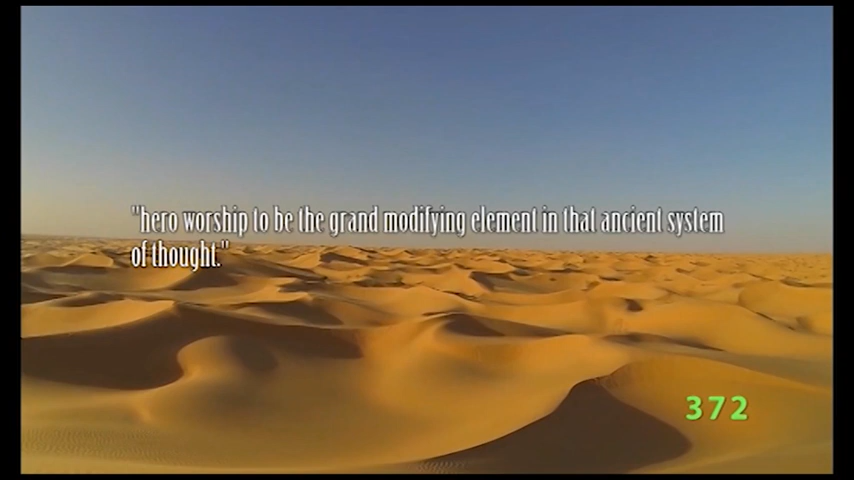 "hero worship to be the grand modifying element in that ancient system
of thought."
372